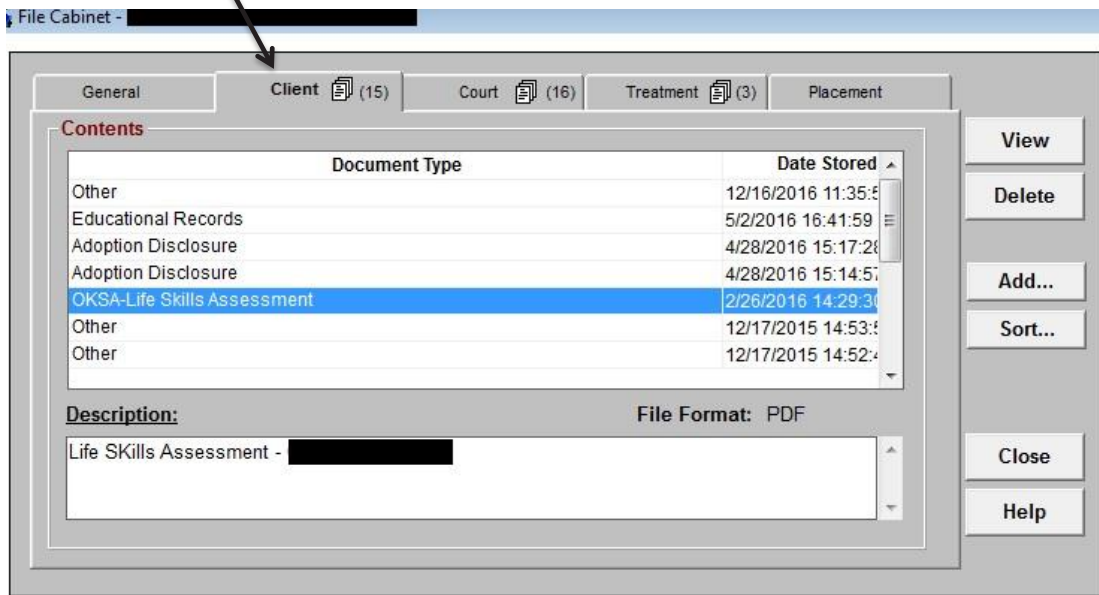 File Cabinet -
General Client (15) Court (16) Treatment (3) Placement
Contents
Document Type Date Stored
Other 12/16/2016 11:35:5
Educational Records 5/2/2016 16:41:59
Adoption Disclosure 4/28/2016 15:17:28
Adoption Disclosure 4/28/2016 15:14:57
OKSA-Life Skills Assessment 2/26/2016 14:29:30
Other 12/17/2015 14:53:5
Other 12/17/2015 14:52:4
Description: File Format: PDF
Life SKills Assessment -
View
Delete
Add...
Sort...
Close
Help